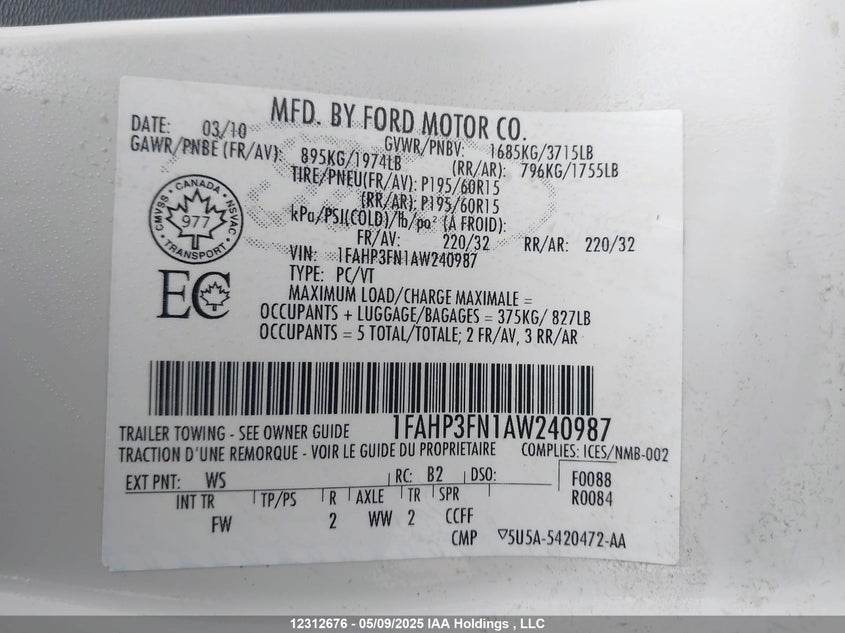 MFD. BY FORD MOTOR CO.
DATE: 03/10 GVWR/PNBV: 1685KG/3715LB
GAWR/PNBE (FR/AV): 895KG/1974LB (RR/AR): 796KG/1755LB
TIRE/PNEU(FR/AV): P195/60R15
(RR/AR): P195/60R15
kPa/PSI(COLD)/lb/po² (À FROID):
FR/AV: 220/32 RR/AR: 220/32
VIN: 1FAHP3FN1AW240987
TYPE: PC/VT
CANADA
CMVSS
NSVAC
977
TRANSPORT
EC
MAXIMUM LOAD/CHARGE MAXIMALE =
OCCUPANTS + LUGGAGE/BAGAGES = 375KG/ 827LB
OCCUPANTS = 5 TOTAL/TOTALE; 2 FR/AV, 3 RR/AR
TRAILER TOWING - SEE OWNER GUIDE 1FAHP3FN1AW240987
TRACTION D'UNE REMORQUE - VOIR LE GUIDE DU PROPRIETAIRE COMPLIES: ICES/NMB-002
EXT PNT: WS RC: B2 DSO: F0088
INT TR TP/PS R AXLE TR SPR R0084
FW 2 WW 2 CCFF
CMP ▽5U5A-5420472-AA
12312676 - 05/09/2025 IAA Holdings , LLC